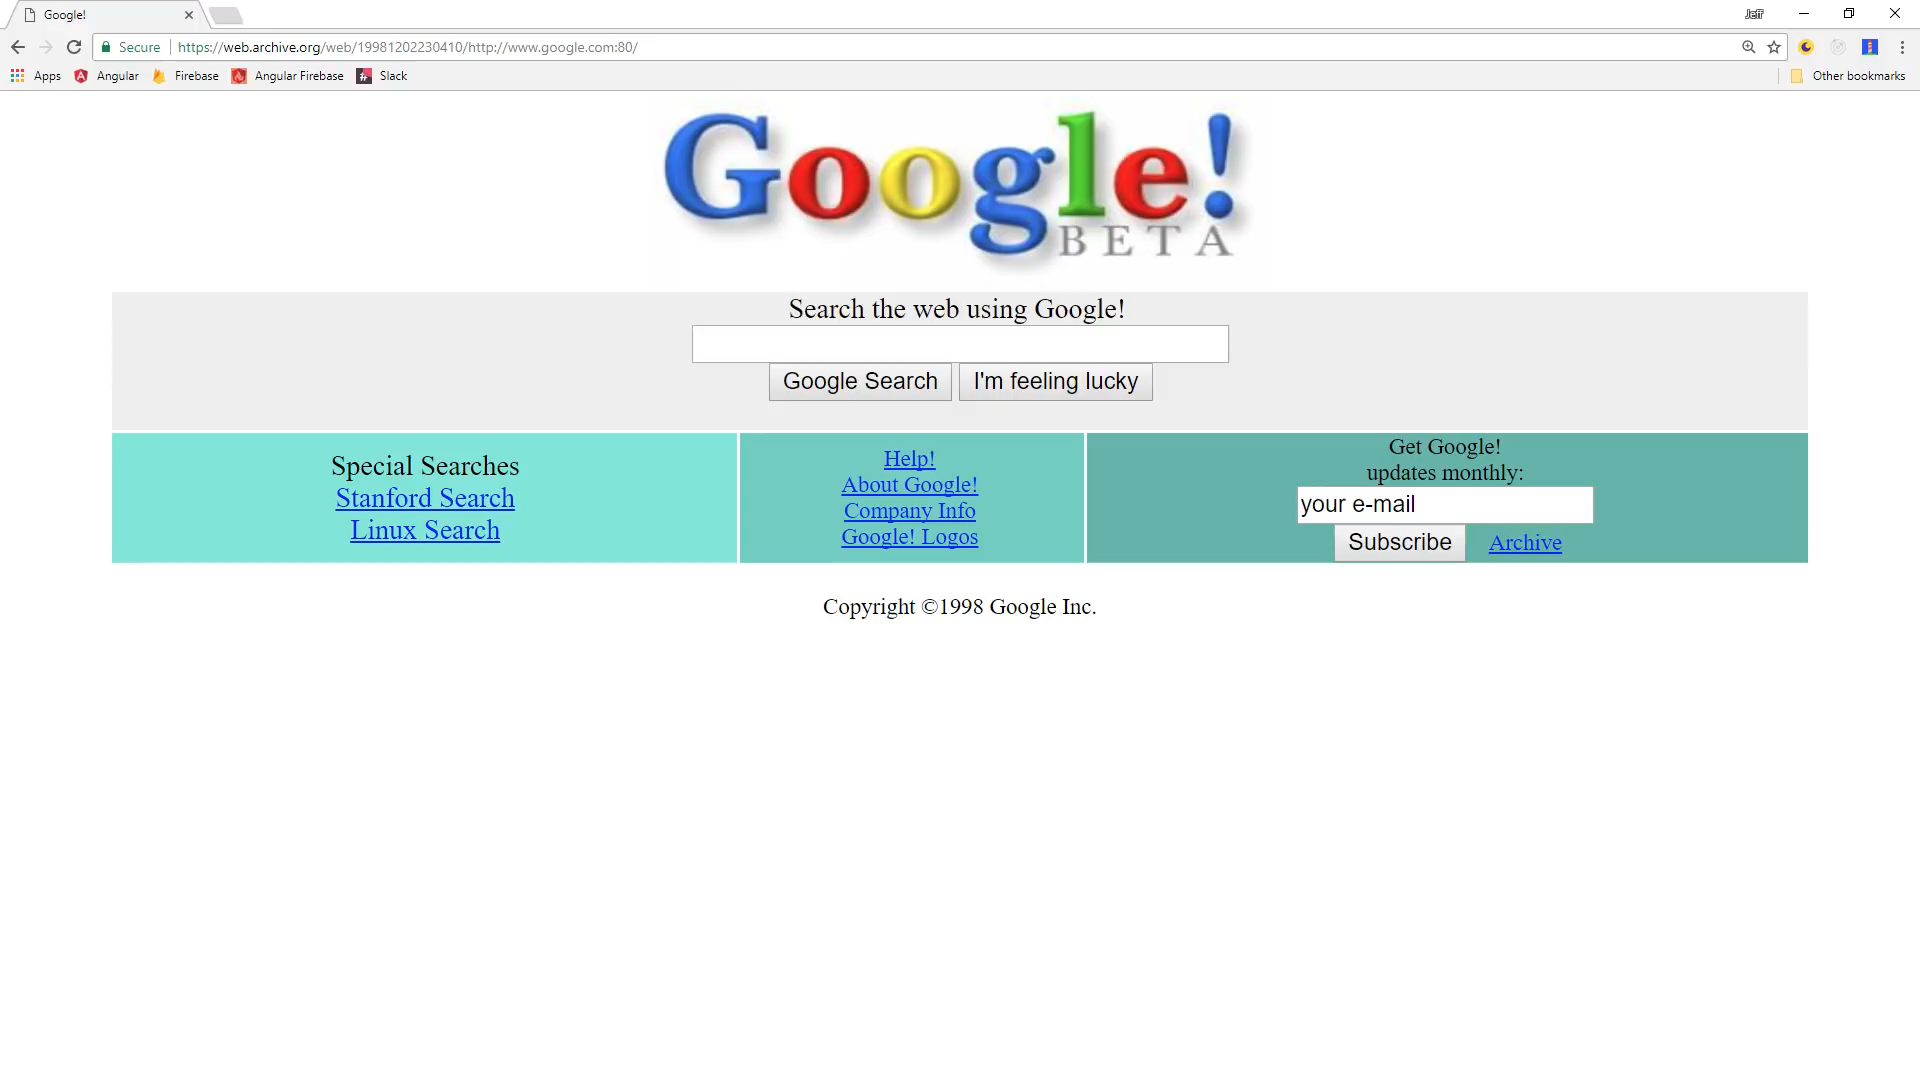 Google!
Jeff
Secure https://web.archive.org/web/19981202230410/http://www.google.com:80/
Apps Angular Firebase Angular Firebase Slack Other bookmarks
Google!
BETA
Search the web using Google!
Google Search I'm feeling lucky
Special Searches
Stanford Search
Linux Search
Help!
About Google!
Company Info
Google! Logos
Get Google!
updates monthly:
your e-mail
Subscribe Archive
Copyright ©1998 Google Inc.